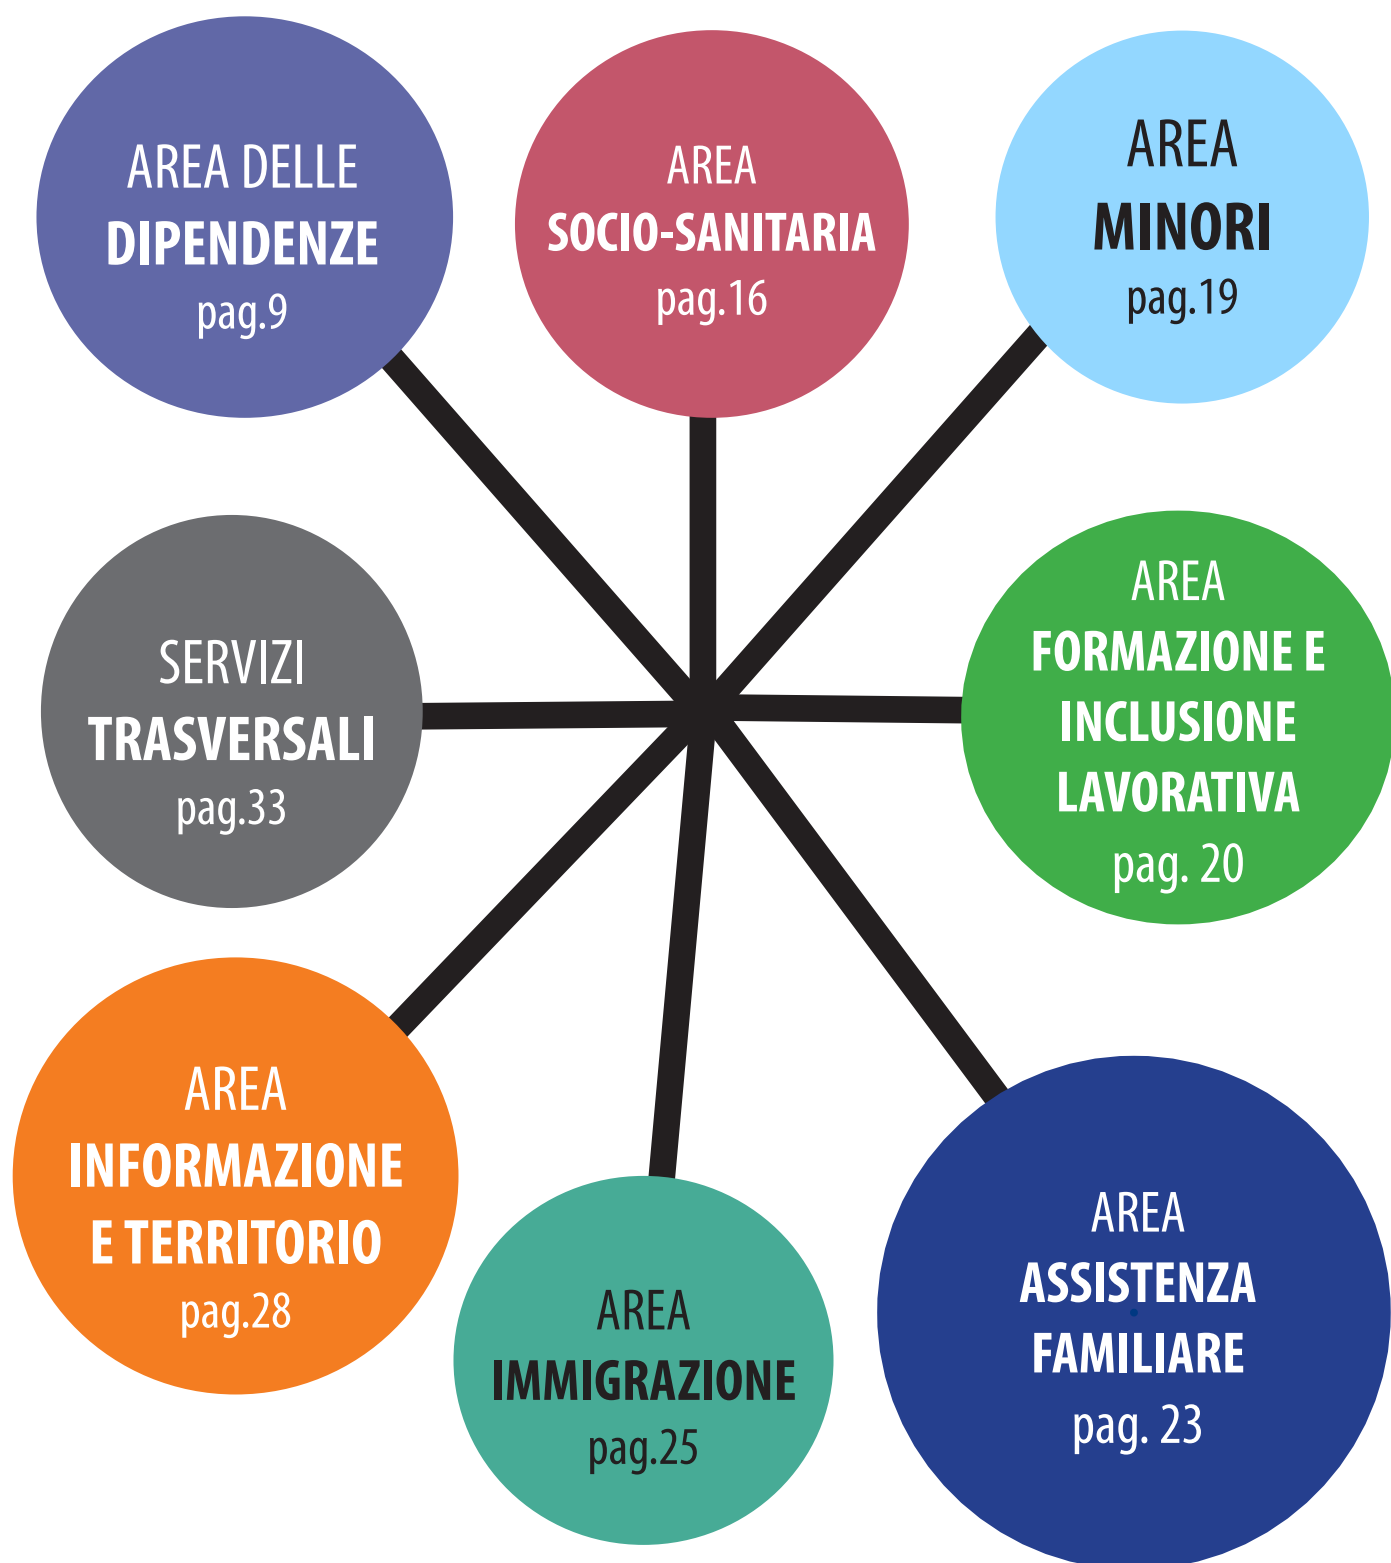 AREA DELLE
DIPENDENZE
pag.9
AREA
SOCIO-SANITARIA
pag.16
AREA
MINORI
pag.19
SERVIZI
TRASVERSALI
pag.33
AREA
FORMAZIONE E
INCLUSIONE
LAVORATIVA
pag. 20
AREA
INFORMAZIONE
E TERRITORIO
pag.28
AREA
IMMIGRAZIONE
pag.25
AREA
ASSISTENZA
FAMILIARE
pag. 23